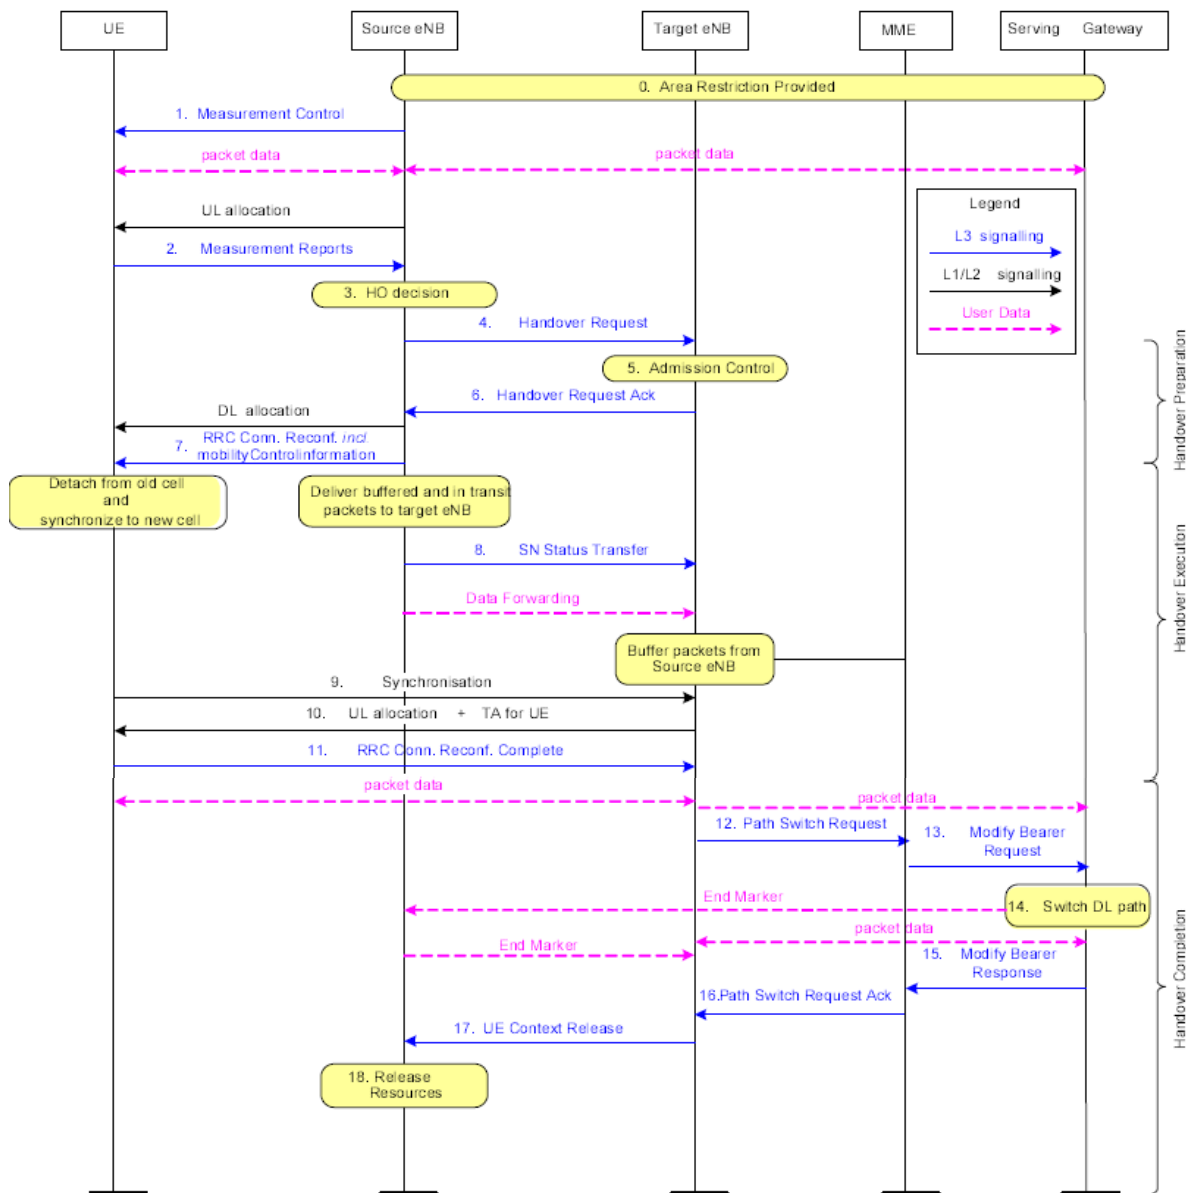 UE
Source eNB
Target eNB
MME
Serving Gateway
0. Area Restriction Provided
1. Measurement Control
packet data
packet data
Legend
L3 signalling
L1/L2 signalling
User Data
UL allocation
2. Measurement Reports
3. HO decision
4. Handover Request
5. Admission Control
6. Handover Request Ack
DL allocation
7. RRC Conn. Reconf. incl.
mobilityControlinformation
Handover Preparation
Detach from old cell
and
synchronize to new cell
Deliver buffered and in transit
packets to target eNB
8. SN Status Transfer
Data Forwarding
Buffer packets from
Source eNB
9. Synchronisation
10. UL allocation + TA for UE
11. RRC Conn. Reconf. Complete
Handover Execution
packet data
packet data
12. Path Switch Request
13. Modify Bearer
Request
End Marker
14. Switch DL path
packet data
End Marker
15. Modify Bearer
Response
16.Path Switch Request Ack
17. UE Context Release
18. Release
Resources
Handover Completion